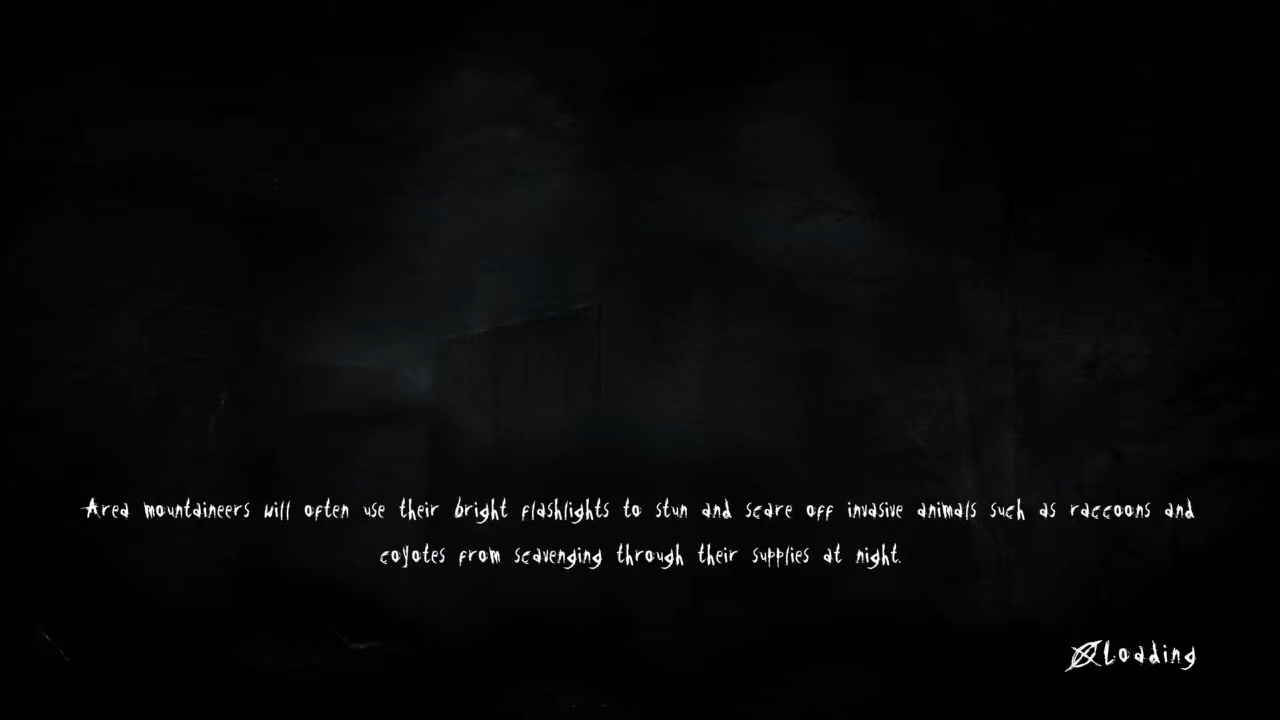 Area mountaineers will often use their bright flashlights to stun and scare off invasive animals such as raccoons and
coyotes from scavenging through their supplies at night.
Loading